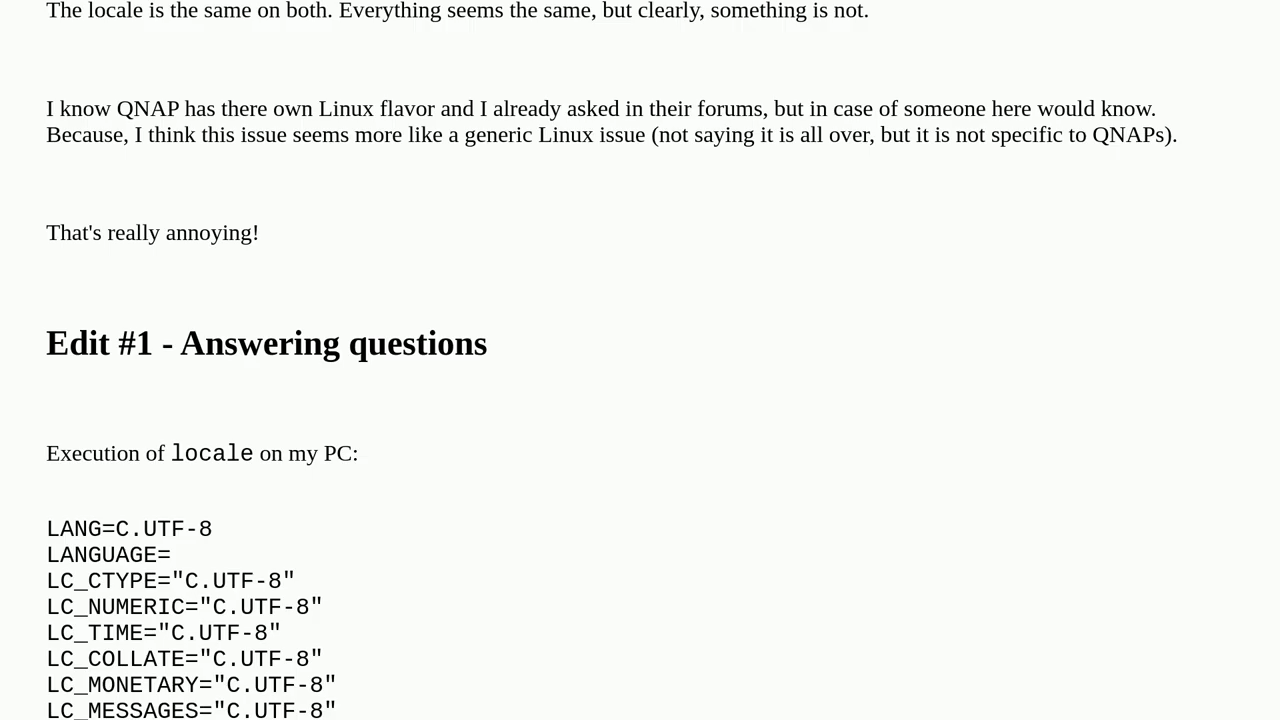 The locale is the same on both. Everything seems the same, but clearly, something is not.
I know QNAP has there own Linux flavor and I already asked in their forums, but in case of someone here would know.
Because, I think this issue seems more like a generic Linux issue (not saying it is all over, but it is not specific to QNAPs).
That's really annoying!
Edit #1 - Answering questions
Execution of locale on my PC:
LANG=C.UTF-8
LANGUAGE=
LC_CTYPE="C.UTF-8"
LC_NUMERIC="C.UTF-8"
LC_TIME="C.UTF-8"
LC_COLLATE="C.UTF-8"
LC_MONETARY="C.UTF-8"
LC_MESSAGES="C.UTF-8"